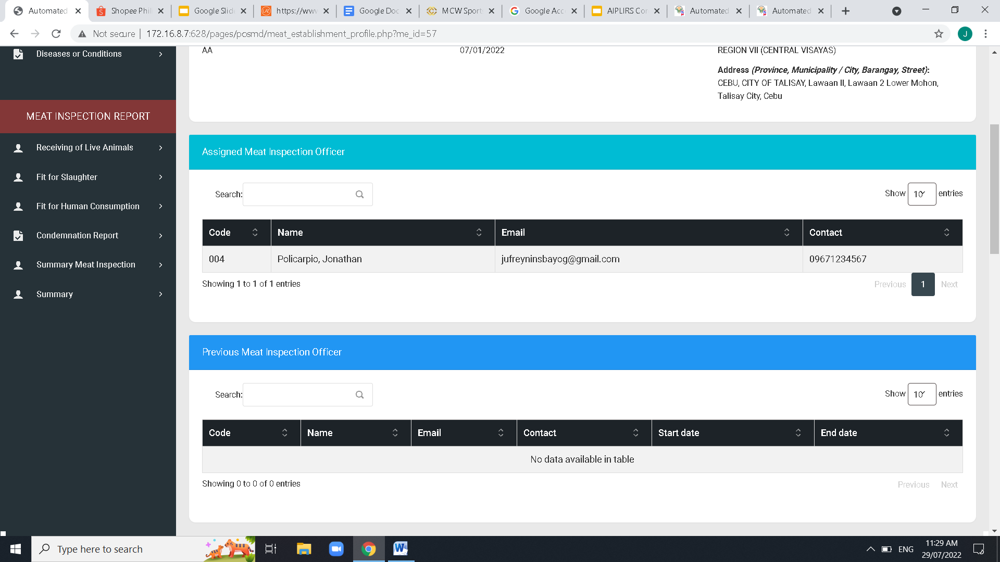 Automated
Shopee Phili
Google Slide
https://www
Google Doc
MCW Sports
Google Acc
AIPLIRS Con
Automated
Automated
Not secure | 172.16.8.7:628/pages/posmd/meat_establishment_profile.php?me_id=57
J
Diseases or Conditions
MEAT INSPECTION REPORT
Receiving of Live Animals
Fit for Slaughter
Fit for Human Consumption
Condemnation Report
Summary Meat Inspection
Summary
AA
07/01/2022
REGION VII (CENTRAL VISAYAS)
Address (Province, Municipality / City, Barangay, Street):
CEBU, CITY OF TALISAY, Lawaan II, Lawaan 2 Lower Mohon,
Talisay City, Cebu
Assigned Meat Inspection Officer
Search:
Show 10 entries
Code Name Email Contact
004 Policarpio, Jonathan jufreyninsbayog@gmail.com 09671234567
Showing 1 to 1 of 1 entries
Previous 1 Next
Previous Meat Inspection Officer
Search:
Show 10 entries
Code Name Email Contact Start date End date
No data available in table
Showing 0 to 0 of 0 entries
Previous Next
Type here to search
ENG
11:29 AM
29/07/2022